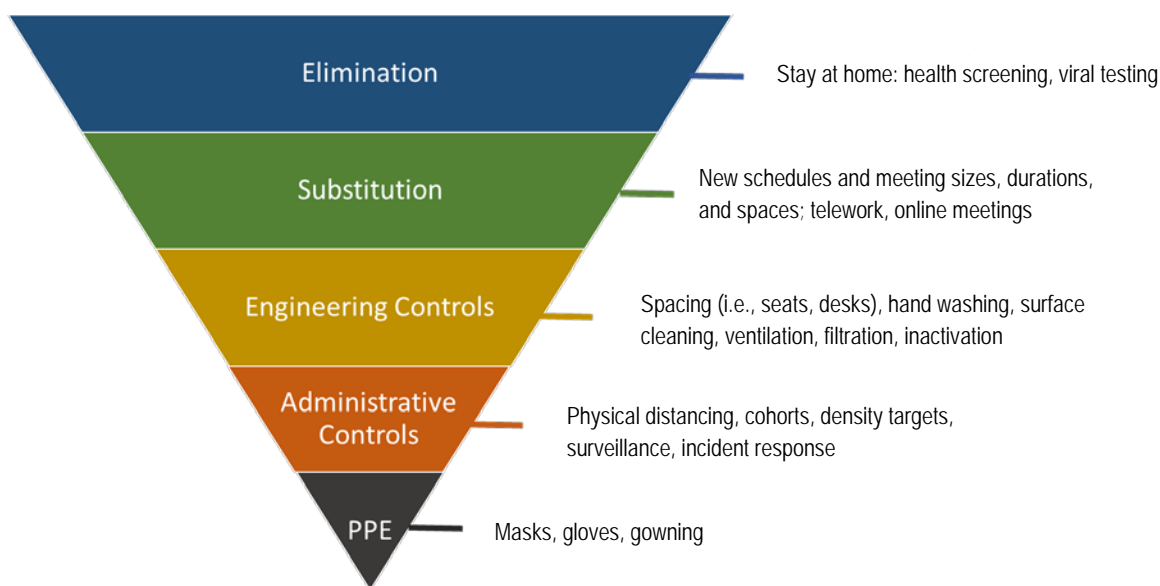 Elimination
Stay at home: health screening, viral testing
Substitution
New schedules and meeting sizes, durations,
and spaces; telework, online meetings
Engineering Controls
Spacing (i.e., seats, desks), hand washing, surface
cleaning, ventilation, filtration, inactivation
Administrative
Controls
Physical distancing, cohorts, density targets,
surveillance, incident response
PPE
Masks, gloves, gowning